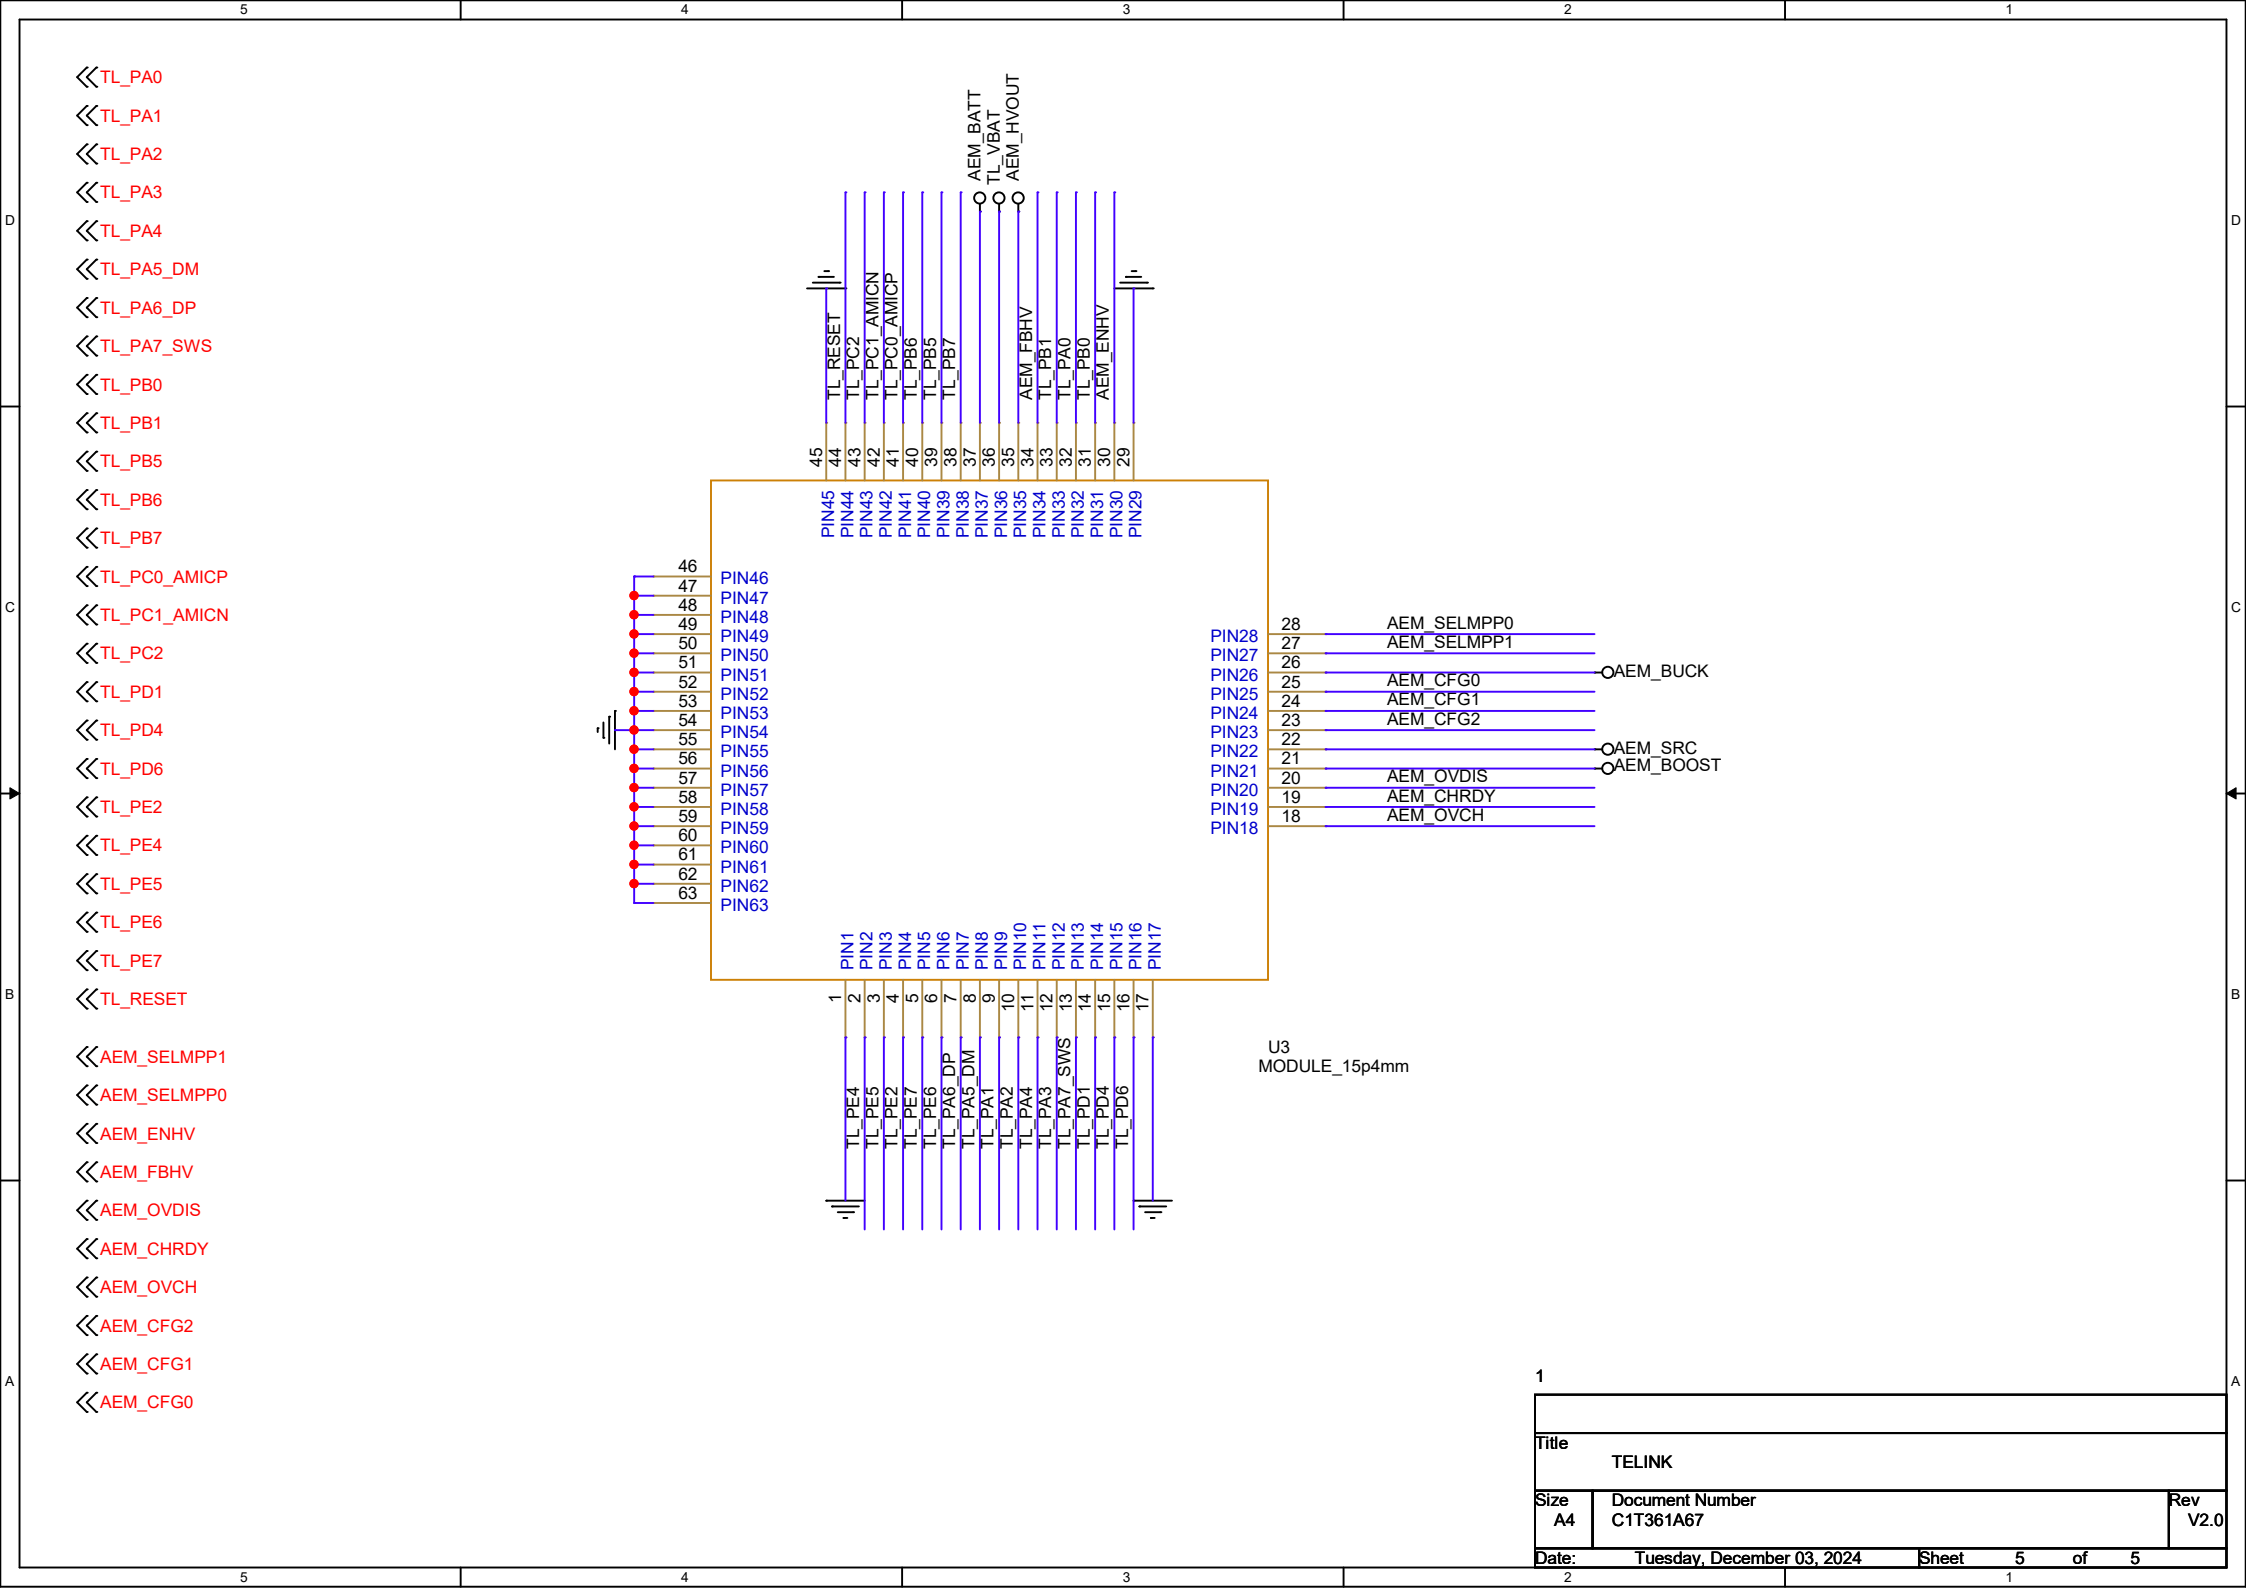 5 4 3 2 1
D D
C C
B B
A A
TL_PA0
TL_PA1
TL_PA2
TL_PA3
TL_PA4
TL_PA5_DM
TL_PA6_DP
TL_PA7_SWS
TL_PB0
TL_PB1
TL_PB5
TL_PB6
TL_PB7
TL_PC0_AMICP
TL_PC1_AMICN
TL_PC2
TL_PD1
TL_PD4
TL_PD6
TL_PE2
TL_PE4
TL_PE5
TL_PE6
TL_PE7
TL_RESET
AEM_SELMPP1
AEM_SELMPP0
AEM_ENHV
AEM_FBHV
AEM_OVDIS
AEM_CHRDY
AEM_OVCH
AEM_CFG2
AEM_CFG1
AEM_CFG0
AEM_BATT
TL_VBAT
AEM_HVOUT
TL_RESET
TL_PC2
TL_PC1_AMICN
TL_PC0_AMICP
TL_PB6
TL_PB5
TL_PB7
AEM_FBHV
TL_PB1
TL_PA0
TL_PB0
AEM_ENHV
45 44 43 42 41 40 39 38 37 36 35 34 33 32 31 30 29
PIN45 PIN44 PIN43 PIN42 PIN41 PIN40 PIN39 PIN38 PIN37 PIN36 PIN35 PIN34 PIN33 PIN32 PIN31 PIN30 PIN29
46 PIN46
47 PIN47
48 PIN48
49 PIN49
50 PIN50
51 PIN51
52 PIN52
53 PIN53
54 PIN54
55 PIN55
56 PIN56
57 PIN57
58 PIN58
59 PIN59
60 PIN60
61 PIN61
62 PIN62
63 PIN63
PIN28 28 AEM_SELMPP0
PIN27 27 AEM_SELMPP1
PIN26 26 AEM_BUCK
PIN25 25 AEM_CFG0
PIN24 24 AEM_CFG1
PIN23 23 AEM_CFG2
PIN22 22 AEM_SRC
PIN21 21 AEM_BOOST
PIN20 20 AEM_OVDIS
PIN19 19 AEM_CHRDY
PIN18 18 AEM_OVCH
PIN1 PIN2 PIN3 PIN4 PIN5 PIN6 PIN7 PIN8 PIN9 PIN10 PIN11 PIN12 PIN13 PIN14 PIN15 PIN16 PIN17
1 2 3 4 5 6 7 8 9 10 11 12 13 14 15 16 17
TL_PE4
TL_PE5
TL_PE2
TL_PE7
TL_PE6
TL_PA6_DP
TL_PA5_DM
TL_PA1
TL_PA2
TL_PA4
TL_PA3
TL_PA7_SWS
TL_PD1
TL_PD4
TL_PD6
U3
MODULE_15p4mm
1
Title
TELINK
Size Document Number Rev
A4 C1T361A67 V2.0
Date: Tuesday, December 03, 2024 Sheet 5 of 5
5 4 3 2 1